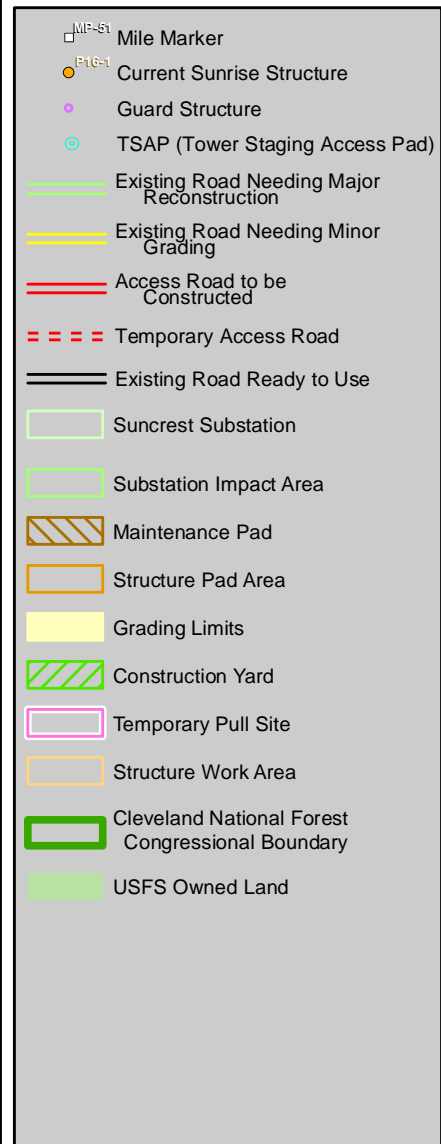 MP-51
Mile Marker
P16-1
Current Sunrise Structure
Guard Structure
TSAP (Tower Staging Access Pad)
Existing Road Needing Major
Reconstruction
Existing Road Needing Minor
Grading
Access Road to be
Constructed
Temporary Access Road
Existing Road Ready to Use
Suncrest Substation
Substation Impact Area
Maintenance Pad
Structure Pad Area
Grading Limits
Construction Yard
Temporary Pull Site
Structure Work Area
Cleveland National Forest
Congressional Boundary
USFS Owned Land